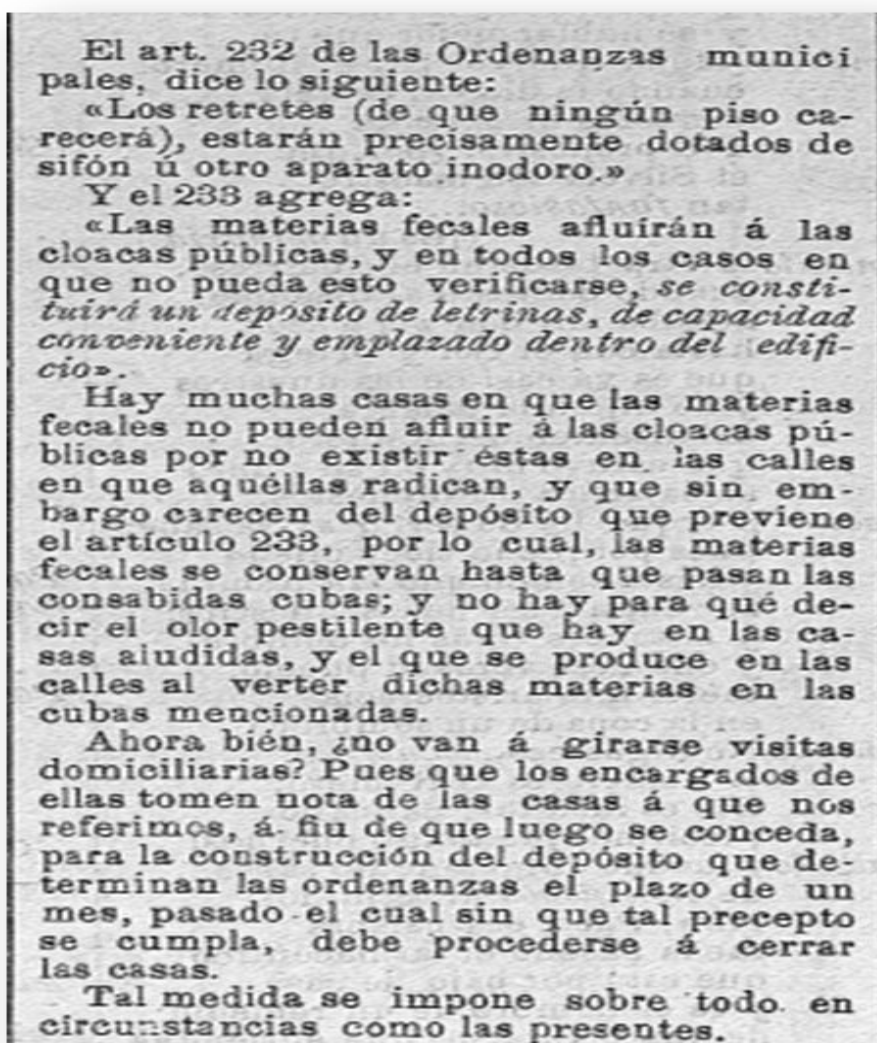 El art. 232 de las Ordenanzas munici
pales, dice lo siguiente:
«Los retretes (de que ningún piso ca-
recerá), estarán precisamente dotados de
sifón ú otro aparato inodoro.»
Y el 233 agrega:
«Las materias fecales afluírán á las
cloacas públicas, y en todos los casos en
que no pueda esto verificarse, se consti-
tuirá un depósito de letrinas, de capacidad
conveniente y emplazado dentro del edifi-
cio».
Hay muchas casas en que las materias
fecales no pueden afluir á las cloacas pú-
blicas por no existir éstas en las calles
en que aquéllas radican, y que sin em-
bargo carecen del depósito que previene
el artículo 233, por lo cual, las materias
fecales se conservan hasta que pasan las
consabidas cubas; y no hay para qué de-
cir el olor pestilente que hay en las ca-
sas aludidas, y el que se produce en las
calles al verter dichas materias en las
cubas mencionadas.
Ahora bién, ¿no van á girarse visitas
domiciliarias? Pues que los encargados de
ellas tomen nota de las casas á que nos
referimos, á fiu de que luego se conceda,
para la construcción del depósito que de-
terminan las ordenanzas el plazo de un
mes, pasado el cual sin que tal precepto
se cumpla, debe procederse á cerrar
las casas.
Tal medida se impone sobre todo en
circunstancias como las presentes.